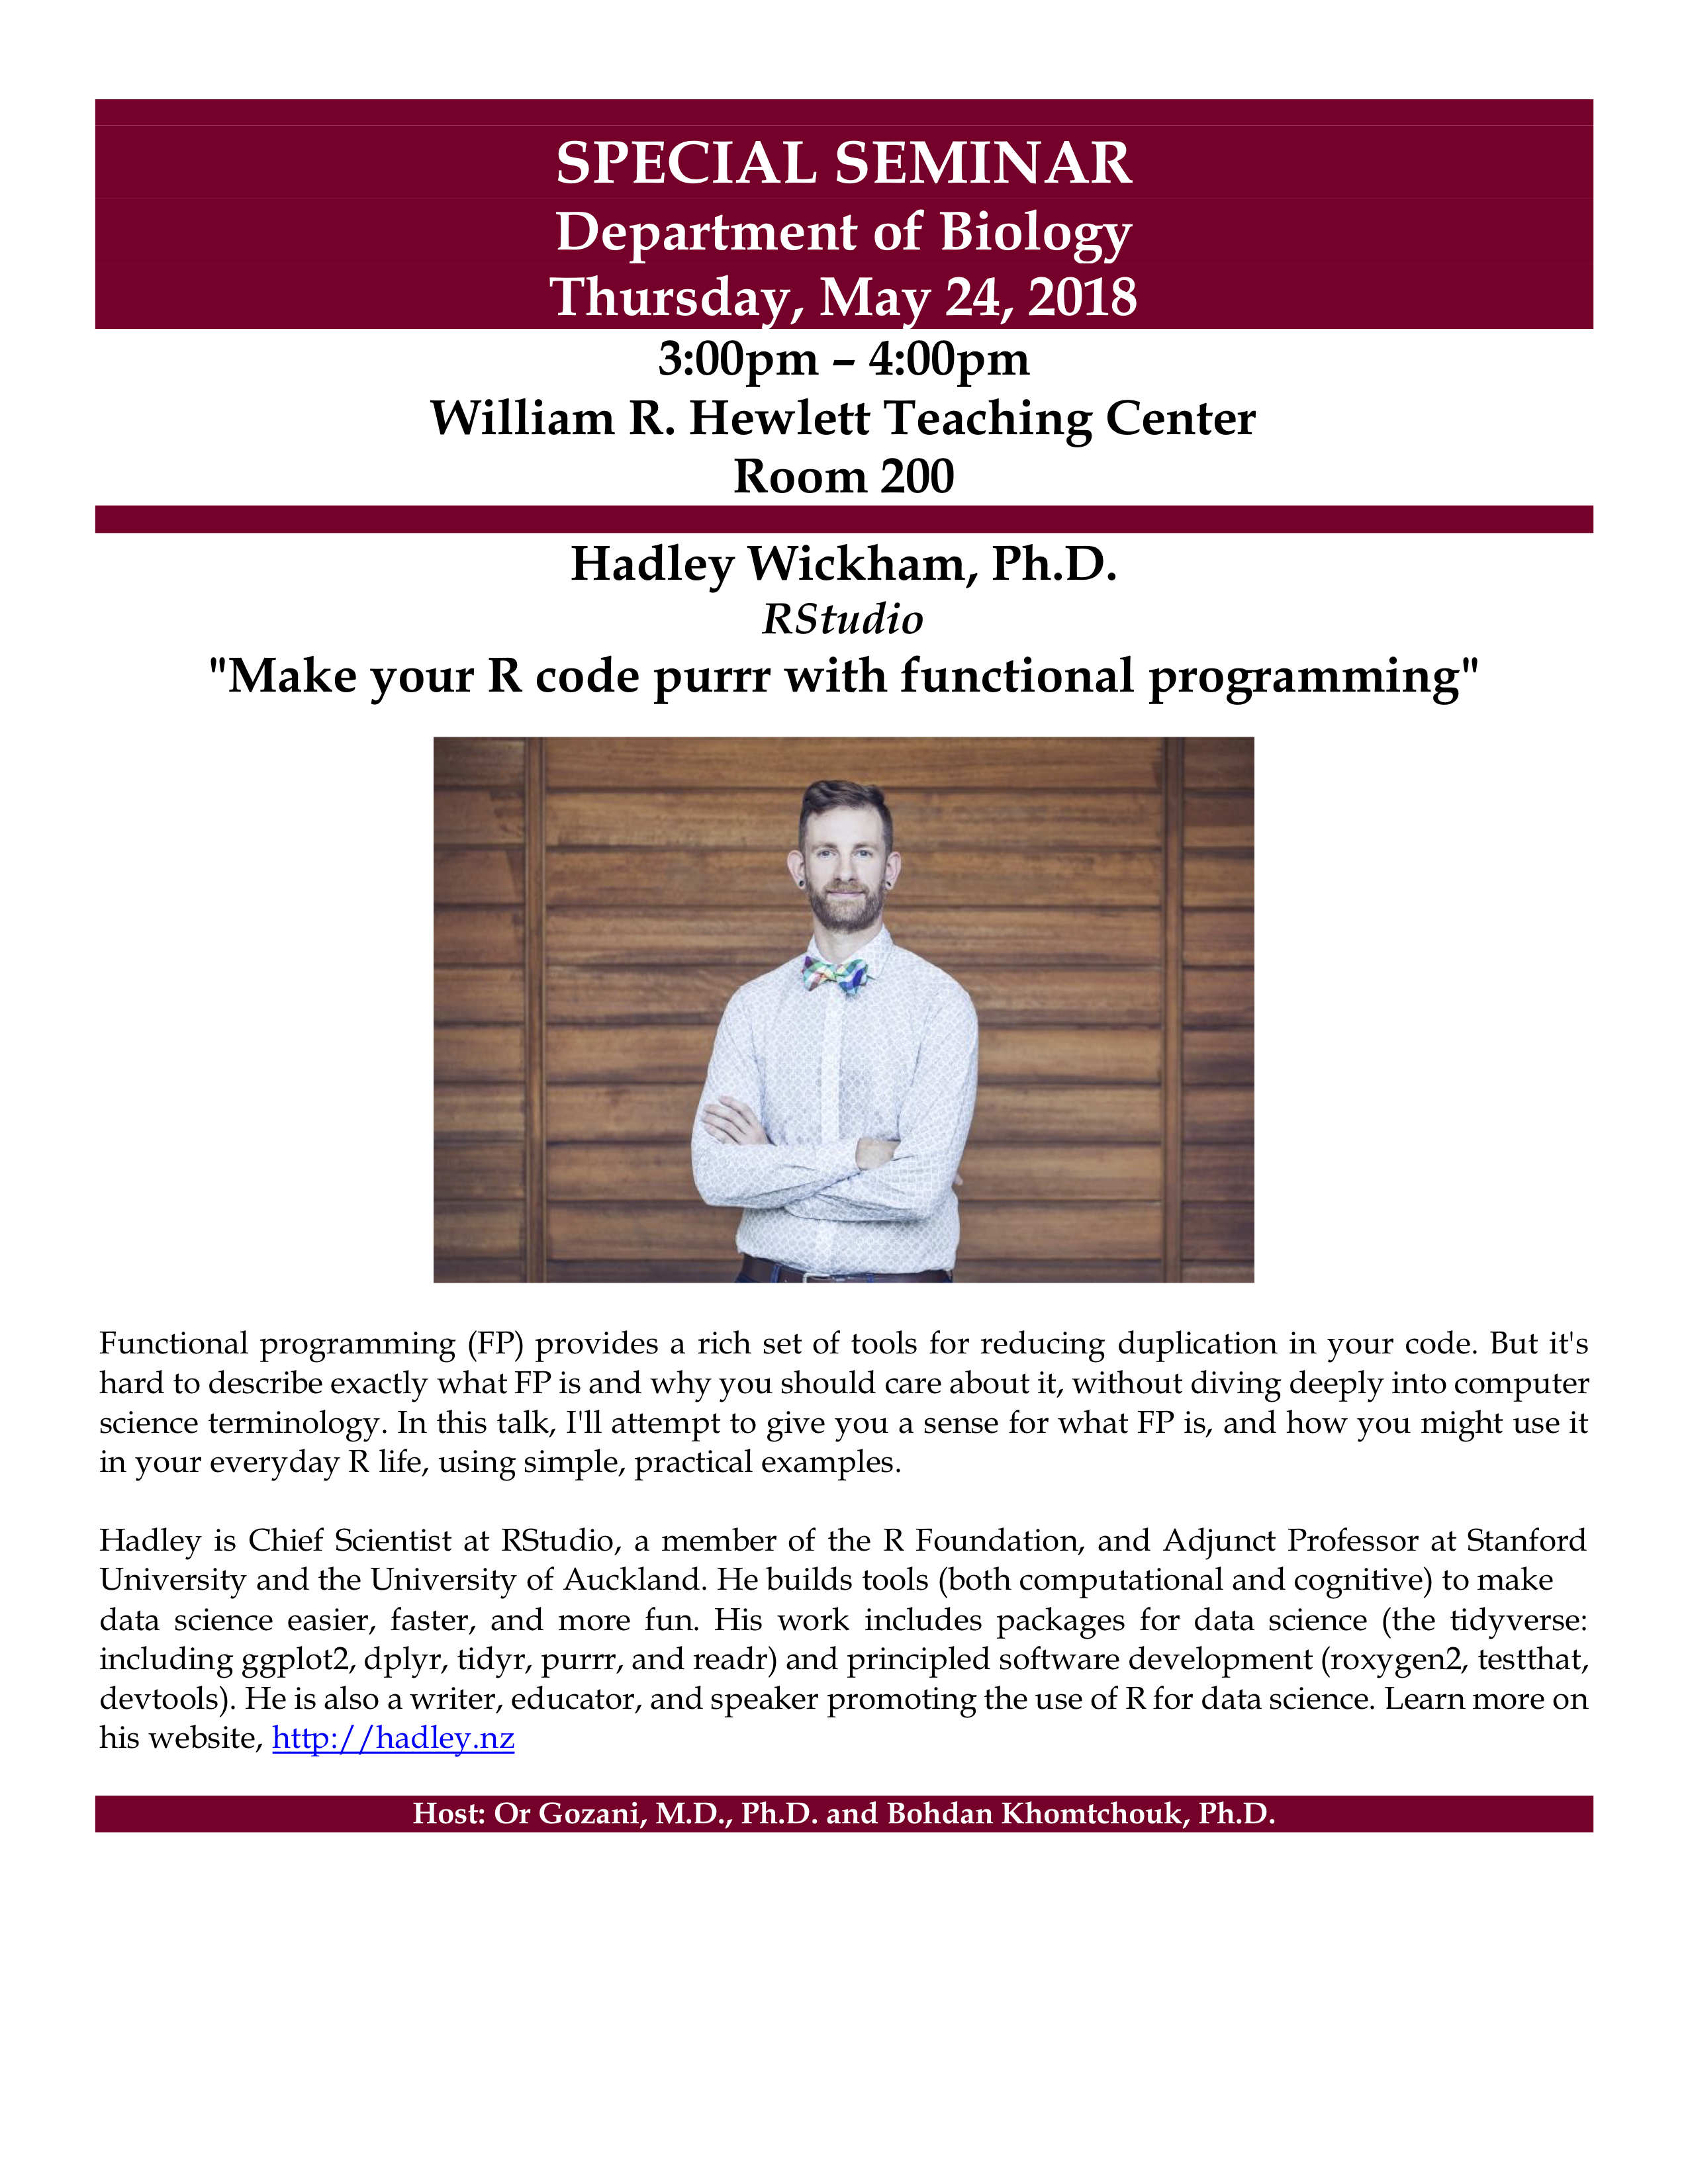 SPECIAL SEMINAR
Department of Biology
Thursday, May 24, 2018
3:00pm – 4:00pm
William R. Hewlett Teaching Center
Room 200
Hadley Wickham, Ph.D.
RStudio
"Make your R code purrr with functional programming"
Functional programming (FP) provides a rich set of tools for reducing duplication in your code. But it's
hard to describe exactly what FP is and why you should care about it, without diving deeply into computer
science terminology. In this talk, I'll attempt to give you a sense for what FP is, and how you might use it
in your everyday R life, using simple, practical examples.
Hadley is Chief Scientist at RStudio, a member of the R Foundation, and Adjunct Professor at Stanford
University and the University of Auckland. He builds tools (both computational and cognitive) to make
data science easier, faster, and more fun. His work includes packages for data science (the tidyverse:
including ggplot2, dplyr, tidyr, purrr, and readr) and principled software development (roxygen2, testthat,
devtools). He is also a writer, educator, and speaker promoting the use of R for data science. Learn more on
his website, http://hadley.nz
Host: Or Gozani, M.D., Ph.D. and Bohdan Khomtchouk, Ph.D.